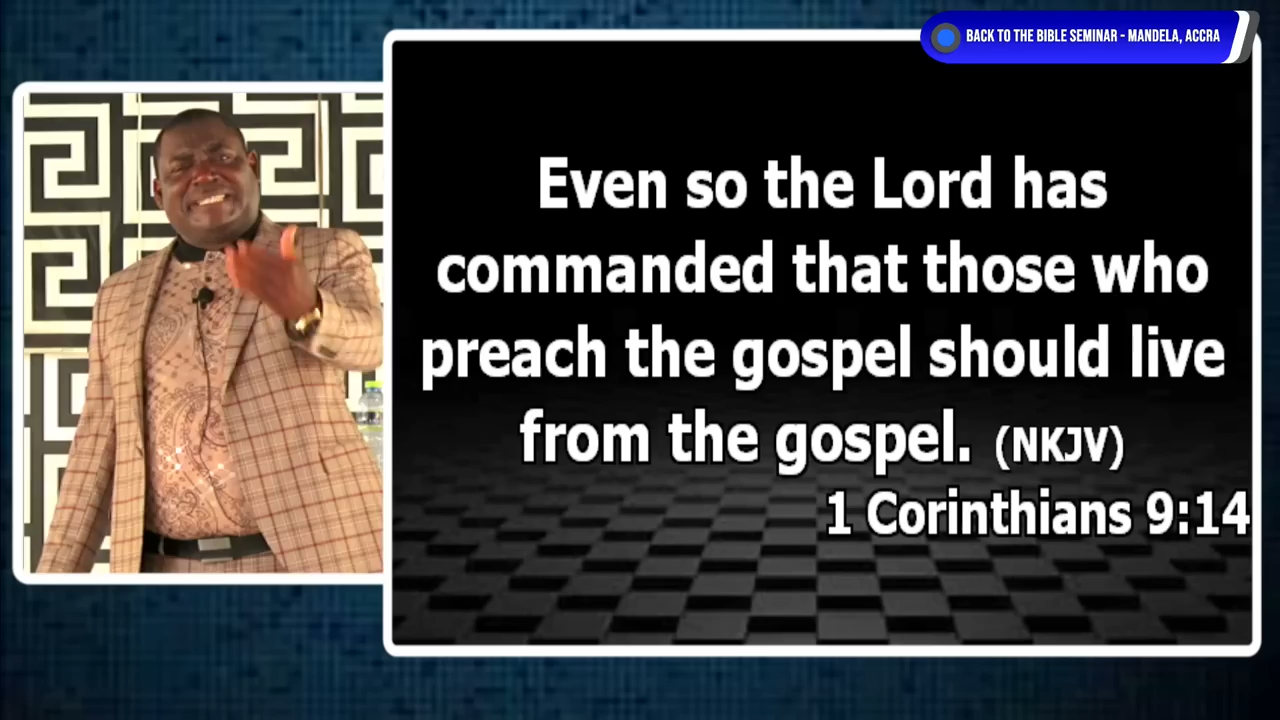 BACK TO THE BIBLE SEMINAR - MANDELA, ACCRA
Even so the Lord has
commanded that those who
preach the gospel should live
from the gospel. (NKJV)
1 Corinthians 9:14